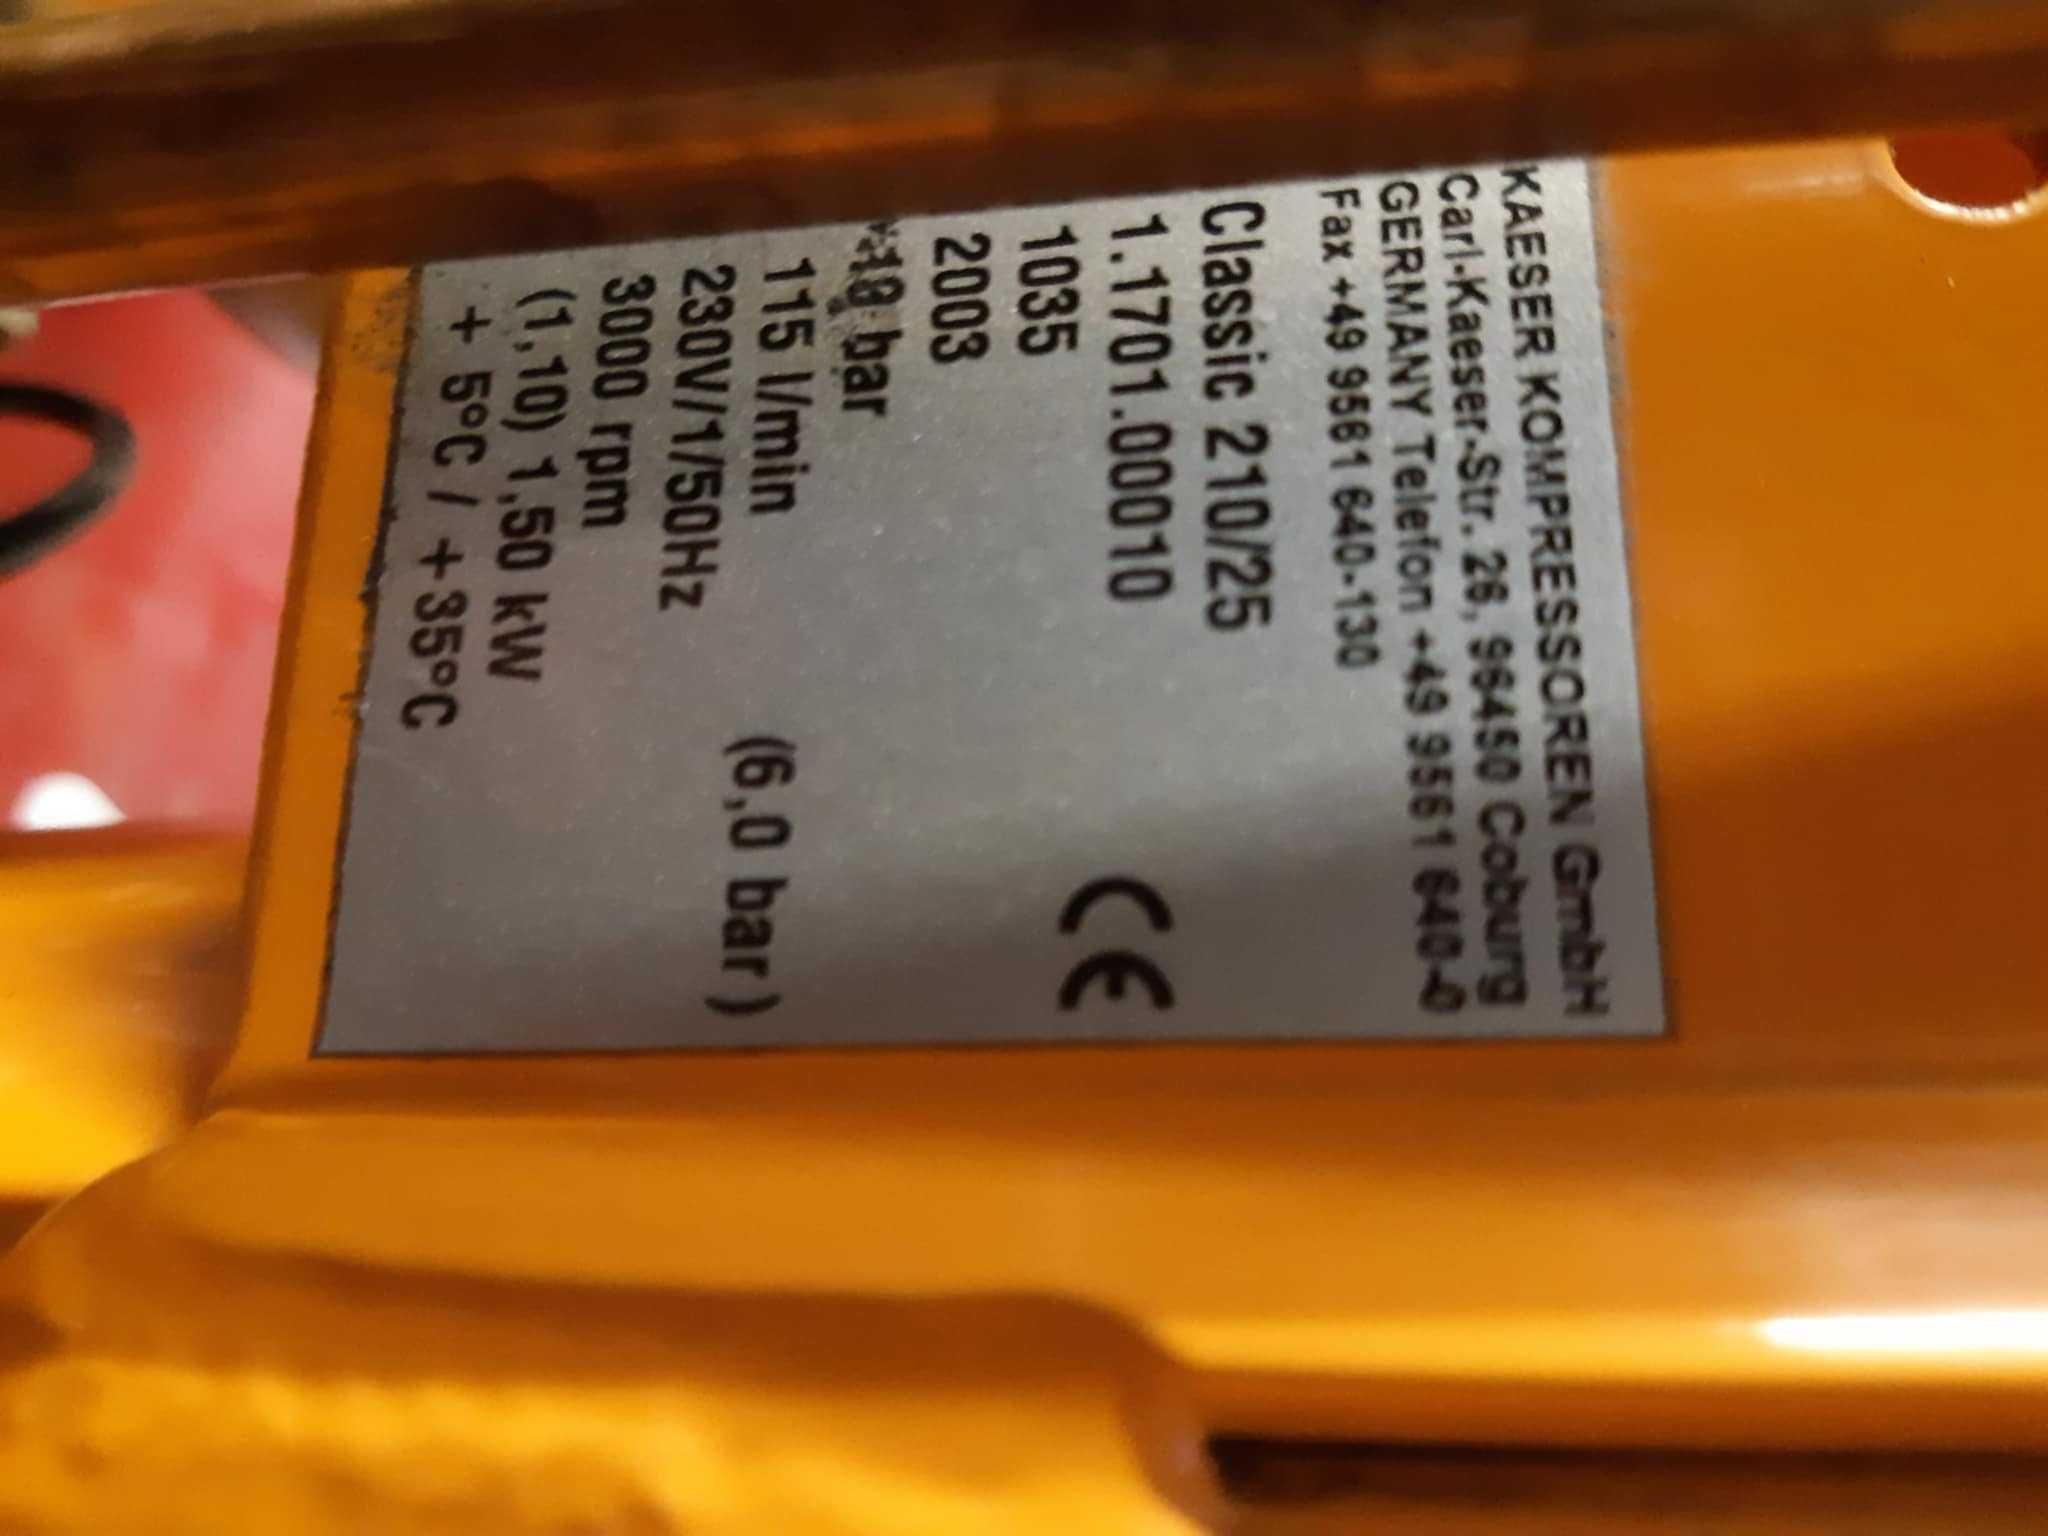 KAESER KOMPRESSOREN GmbH
Carl-Kaeser-Str. 26, 96450 Coburg
GERMANY Telefon +49 9561 640-0
Fax +49 9561 640-130
Classic 210/25
1.1701.00010
1035
2003
bar
115 l/min (6,0 bar)
230V/1/50Hz
3000 rpm
(1,10) 1,50 kW
+ 5°C / +35°C
CE